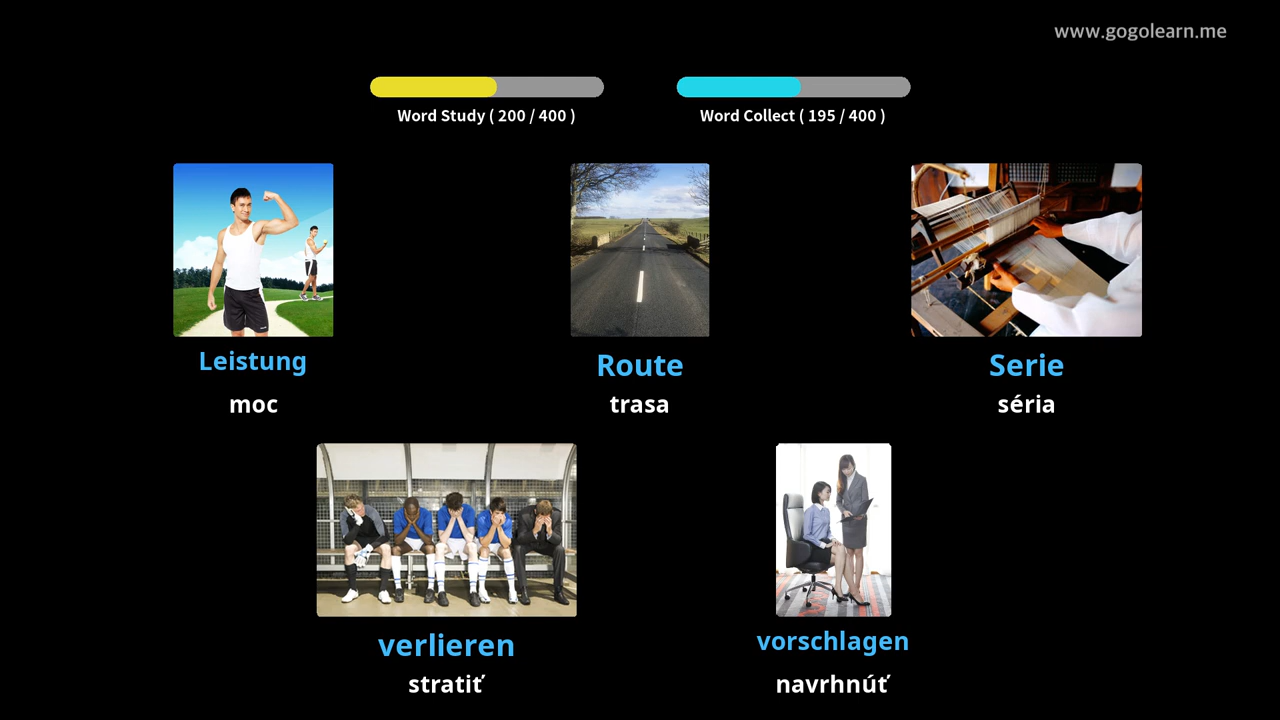 www.gogolearn.me
Word Study ( 200 / 400 )
Word Collect ( 195 / 400 )
Leistung
moc
Route
trasa
Serie
séria
verlieren
stratiť
vorschlagen
navrhnúť